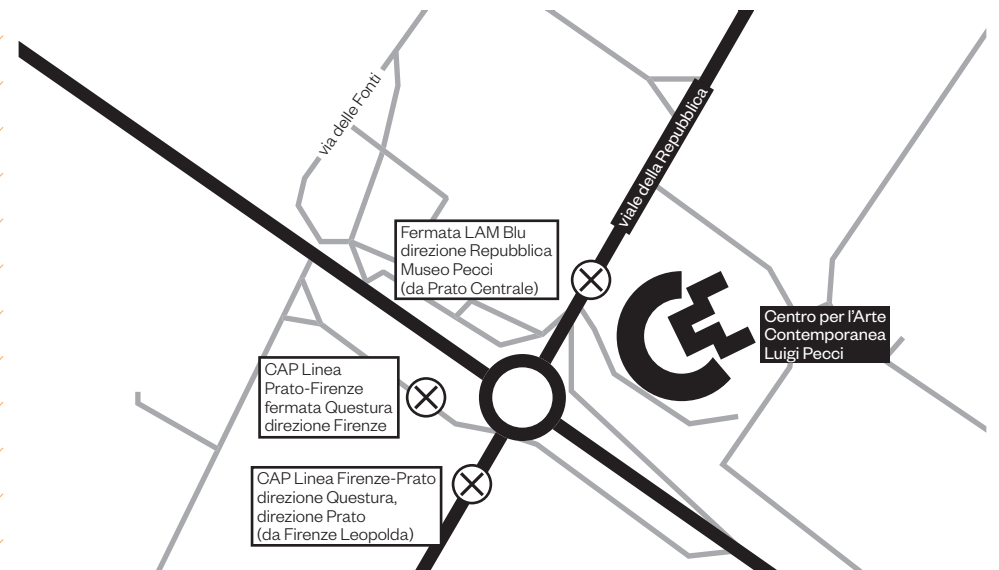 via delle Fonti
viale della Repubblica
Fermata LAM Blu
direzione Repubblica
Museo Pecci
(da Prato Centrale)
Centro per l'Arte
Contemporanea
Luigi Pecci
CAP Linea
Prato-Firenze
fermata Questura
direzione Firenze
CAP Linea Firenze-Prato
direzione Questura,
direzione Prato
(da Firenze Leopolda)